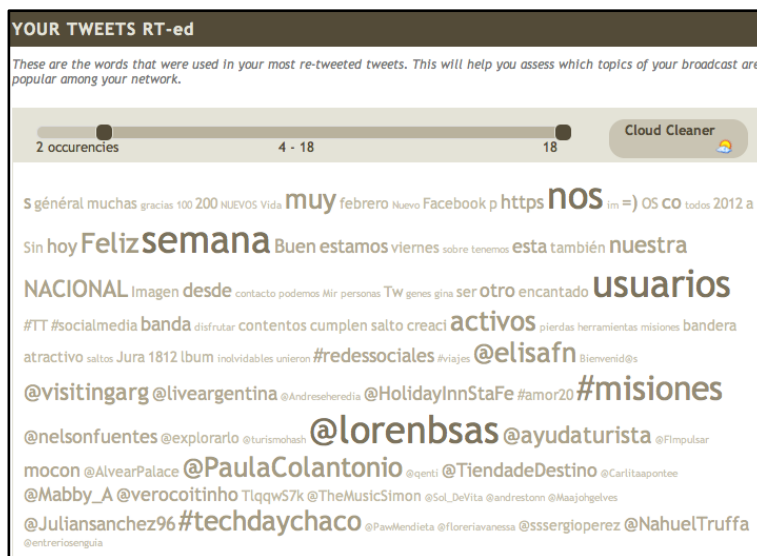 YOUR TWEETS RT-ed
These are the words that were used in your most re-tweeted tweets. This will help you assess which topics of your broadcast are
popular among your network.
Cloud Cleaner
2 occurencies 4 - 18 18
s général muchas gracias 100 200 NUEVOS Vida muy febrero Nuevo Facebook p https nos im =) OS co todos 2012 a
Sin hoy Feliz semana Buen estamos viernes sobre tenemos esta también nuestra
NACIONAL Imagen desde contacto podemos Mir personas Tw genes gina ser otro encantado usuarios
#TT #socialmedia banda disfrutar contentos cumplen salto creaci activos pierdas herramientas misiones bandera
atractivo saltos Jura 1812 lbum inolvidables unieron #redessociales #viajes @elisafn Bienvenid@s
@visitingarg @liveargentina @Andreseheredia @HolidayInnStaFe #amor20 #misiones
@nelsonfuentes @explorarlo @turismohash @lorenbsas @ayudaturista @FImpulsar
mocon @AlvearPalace @PaulaColantonio @qenti @TiendadeDestino @Carlitaapontee
@Mabby_A @verocoitinho TlqqwS7k @TheMusicSimon @Sol_DeVita @andrestonn @Maajohgelves
@Juliansanchez96 #techdaychaco @PawMendieta @floreriavanessa @sssergioperez @NahuelTruffa
@entreriosenguia